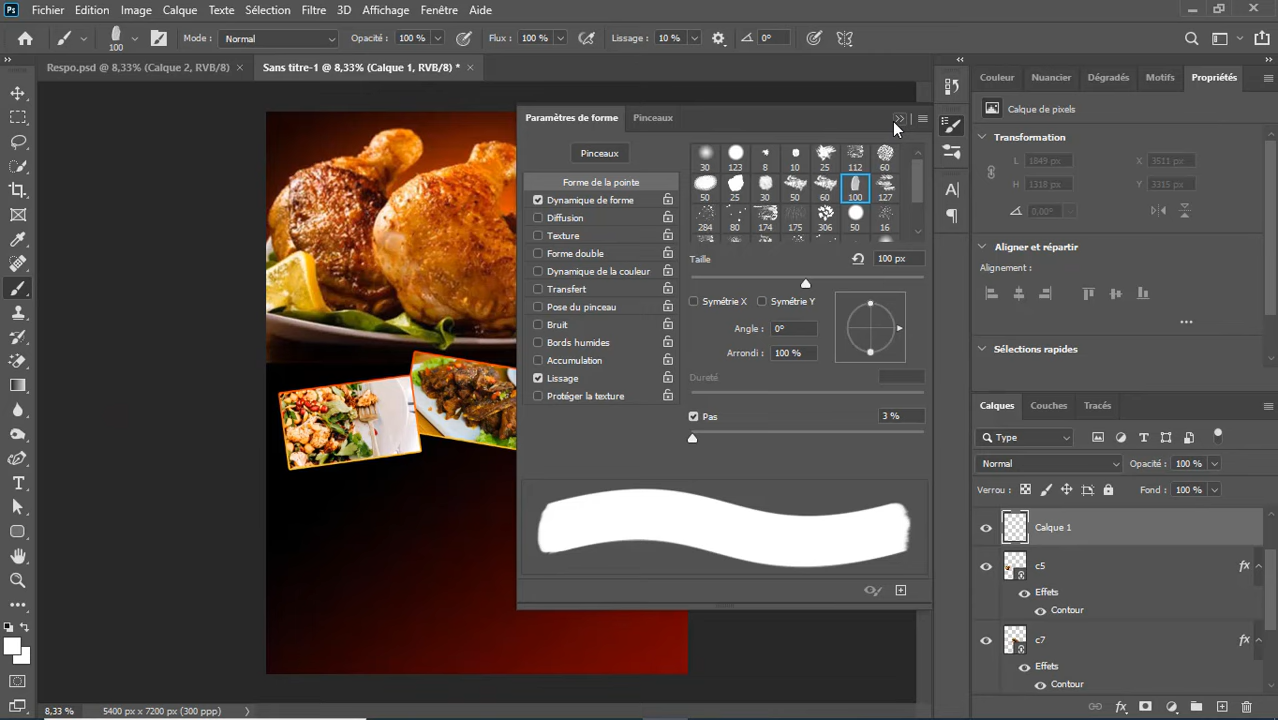 Ps Fichier Edition Image Calque Texte Sélection Filtre 3D Affichage Fenêtre Aide
100 Mode : Normal Opacité : 100 % Flux : 100 % Lissage : 10 % 0°
Respo.psd @ 8,33% (Calque 2, RVB/8) × Sans titre-1 @ 8,33% (Calque 1, RVB/8) * ×
Couleur Nuancier Dégradés Motifs Propriétés
Calque de pixels
Transformation
L 1849 px X 3511 px
H 1318 px Y 3315 px
0,00°
Aligner et répartir
Alignement :
Sélections rapides
Paramètres de forme Pinceaux
Pinceaux
Forme de la pointe
Dynamique de forme
Diffusion
Texture
Forme double
Dynamique de la couleur
Transfert
Pose du pinceau
Bruit
Bords humides
Accumulation
Lissage
Protéger la texture
30 123 8 10 25 112 60
50 25 30 50 60 100 127
284 80 174 175 306 50 16
Taille 100 px
Symétrie X Symétrie Y
Angle : 0°
Arrondi : 100 %
Dureté
Pas 3 %
Calques Couches Tracés
Type
Normal Opacité : 100 %
Verrou : Fond : 100 %
Calque 1
c5 fx
Effets
Contour
c7 fx
Effets
Contour
fx
8,33 % 5400 px x 7200 px (300 ppp)